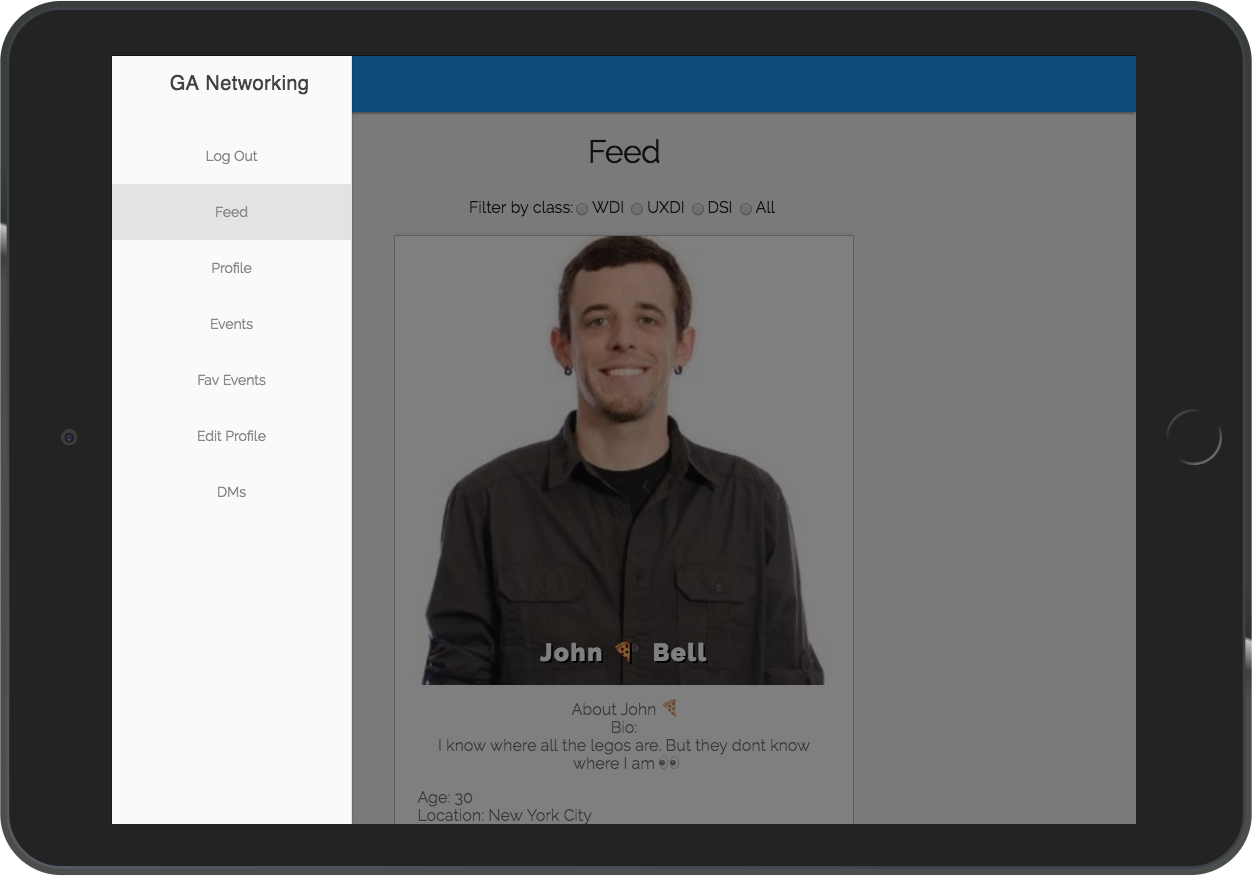 GA Networking
Log Out
Feed
Profile
Events
Fav Events
Edit Profile
DMs
Feed
Filter by class: WDI UXDI DSI All
John 🍕 Bell
About John 🍕
Bio:
I know where all the legos are. But they dont know
where I am 👀
Age: 30
Location: New York City